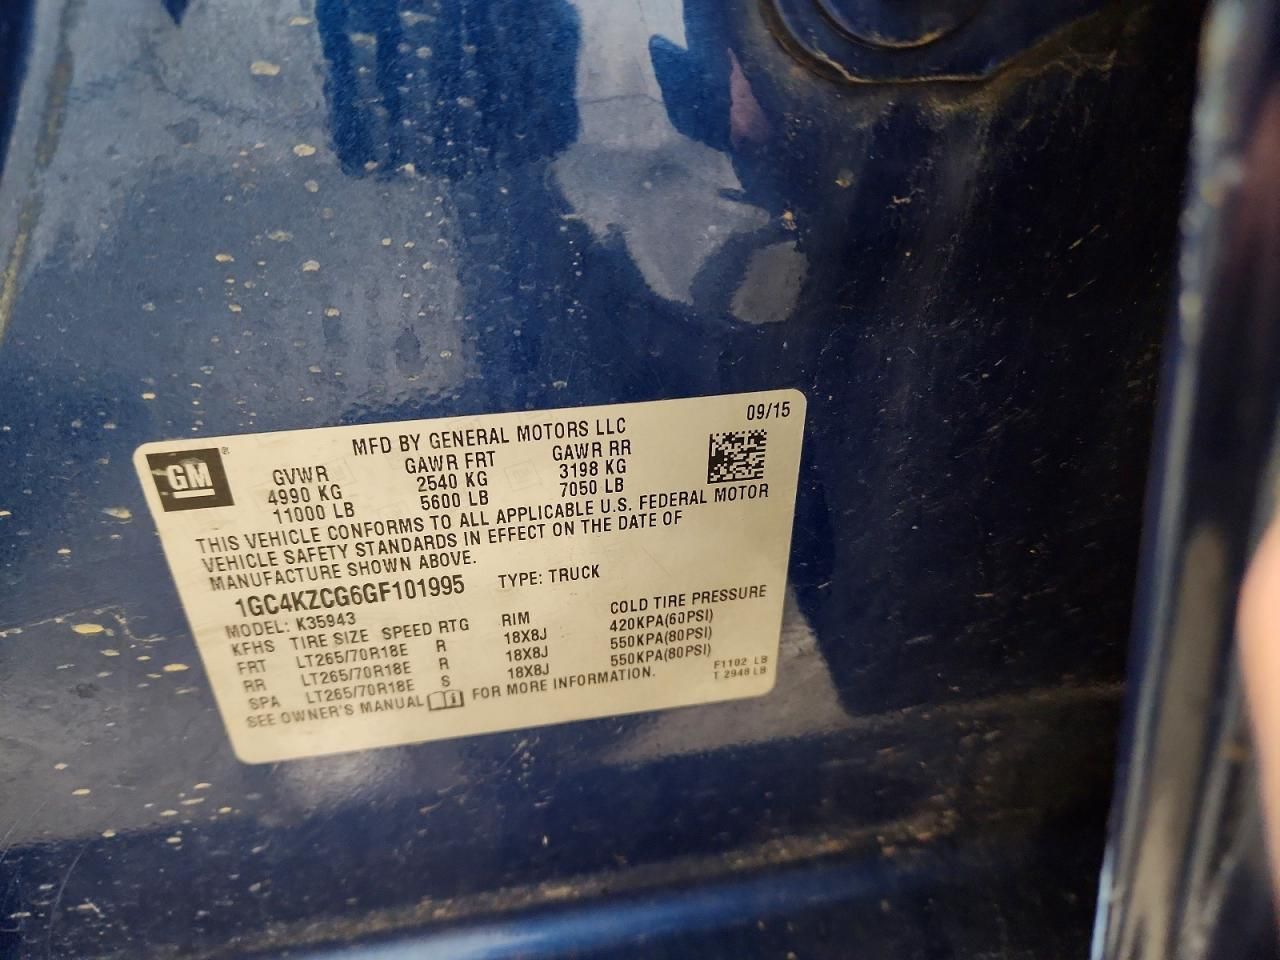 09/15
GM ®
MFD BY GENERAL MOTORS LLC
GVWR GAWR FRT GAWR RR
4990 KG 2540 KG 3198 KG
11000 LB 5600 LB 7050 LB
THIS VEHICLE CONFORMS TO ALL APPLICABLE U.S. FEDERAL MOTOR
VEHICLE SAFETY STANDARDS IN EFFECT ON THE DATE OF
MANUFACTURE SHOWN ABOVE.
1GC4KZCG6GF101995 TYPE: TRUCK
MODEL: K35943
KFHS TIRE SIZE SPEED RTG RIM COLD TIRE PRESSURE
FRT LT265/70R18E R 18X8J 420KPA(60PSI)
RR LT265/70R18E R 18X8J 550KPA(80PSI)
SPA LT265/70R18E S 18X8J 550KPA(80PSI)
SEE OWNER'S MANUAL FOR MORE INFORMATION.
F1102 LB
T 2948 LB